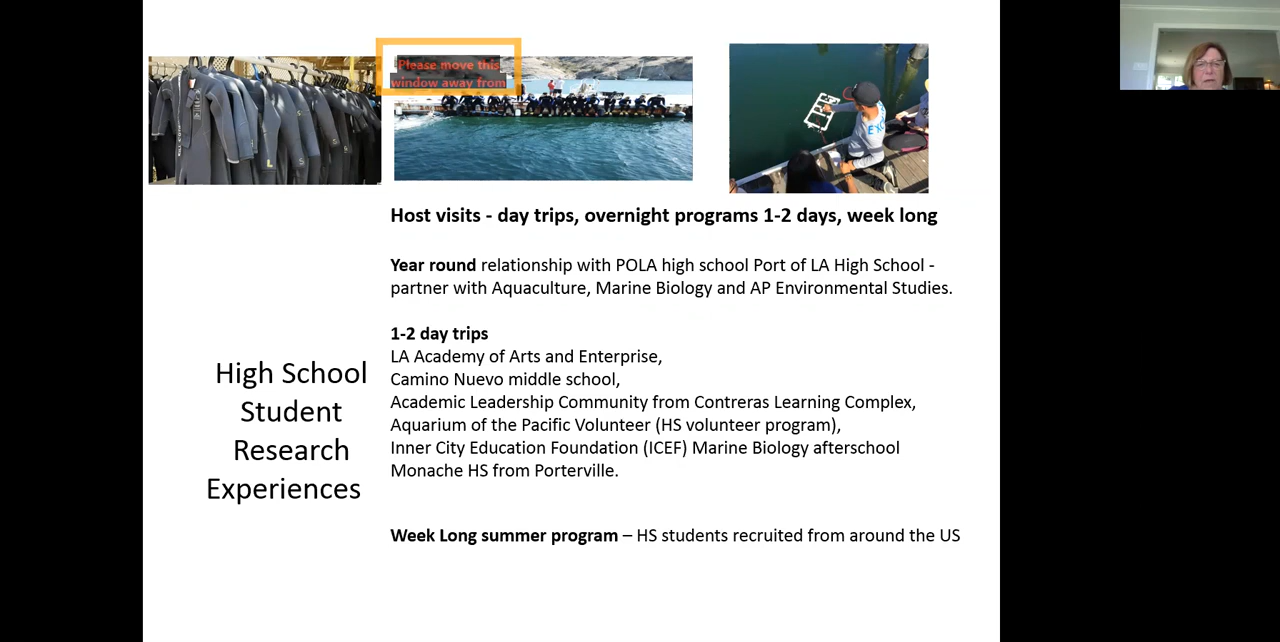 Please move this
window away from
EXO
Host visits - day trips, overnight programs 1-2 days, week long
Year round relationship with POLA high school Port of LA High School -
partner with Aquaculture, Marine Biology and AP Environmental Studies.
1-2 day trips
LA Academy of Arts and Enterprise,
Camino Nuevo middle school,
Academic Leadership Community from Contreras Learning Complex,
Aquarium of the Pacific Volunteer (HS volunteer program),
Inner City Education Foundation (ICEF) Marine Biology afterschool
Monache HS from Porterville.
High School
Student
Research
Experiences
Week Long summer program – HS students recruited from around the US